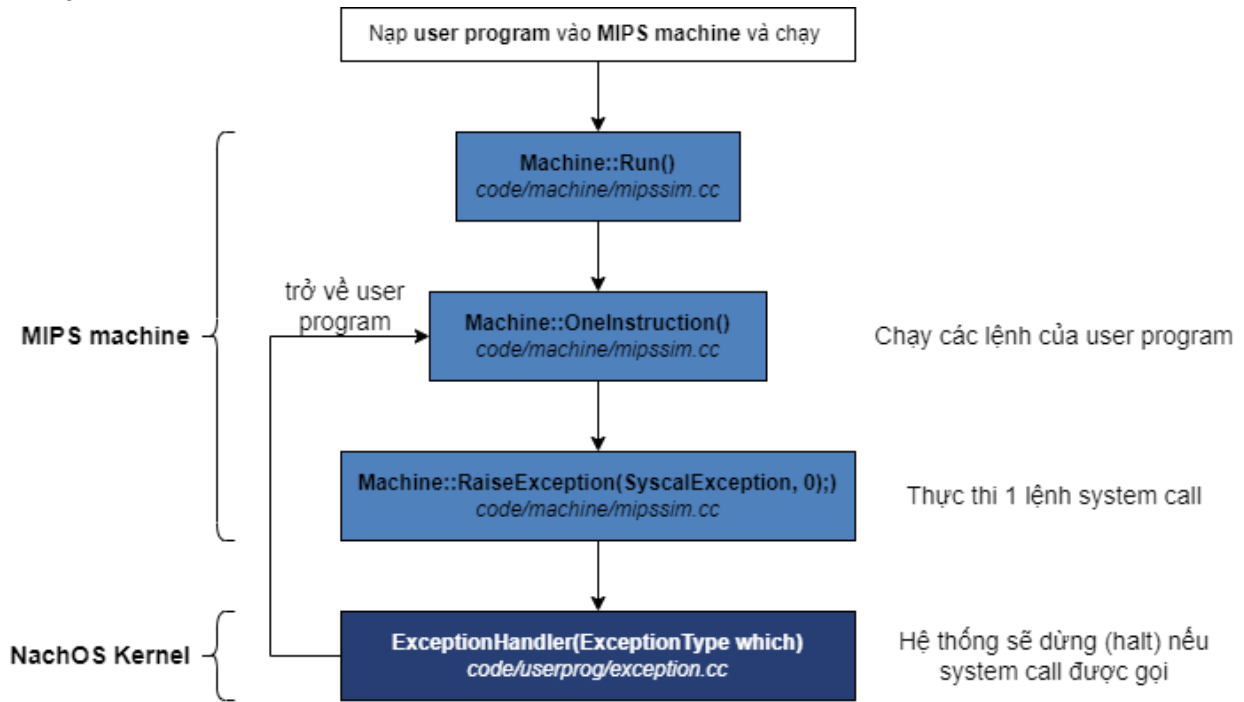 Nạp user program vào MIPS machine và chạy
Machine::Run()
code/machine/mipssim.cc
trở về user
program
MIPS machine
Machine::OneInstruction()
code/machine/mipssim.cc
Chạy các lệnh của user program
Machine::RaiseException(SyscalException, 0);)
code/machine/mipssim.cc
Thực thi 1 lệnh system call
NachOS Kernel
ExceptionHandler(ExceptionType which)
code/userprog/exception.cc
Hệ thống sẽ dừng (halt) nếu
system call được gọi